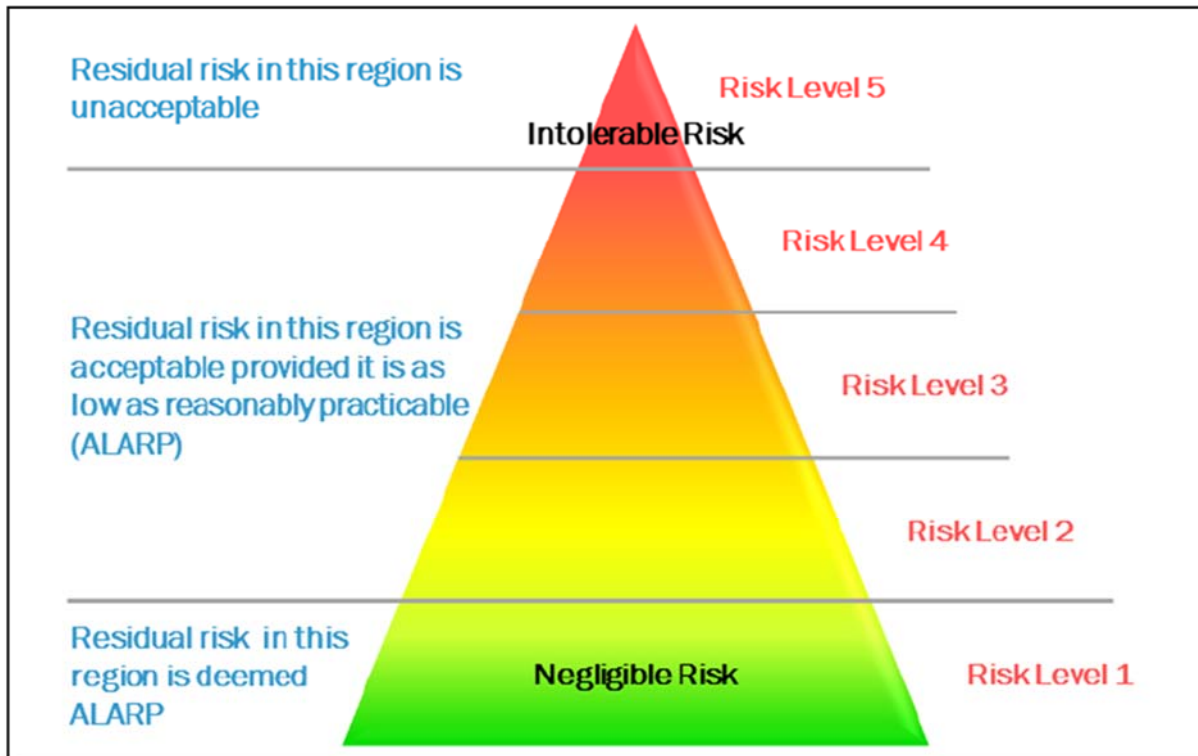 Residual risk in this region is
unacceptable
Risk Level 5
Intolerable Risk
Risk Level 4
Residual risk in this region is
acceptable provided it is as
low as reasonably practicable
(ALARP)
Risk Level 3
Risk Level 2
Residual risk in this
region is deemed
ALARP
Negligible Risk
Risk Level 1